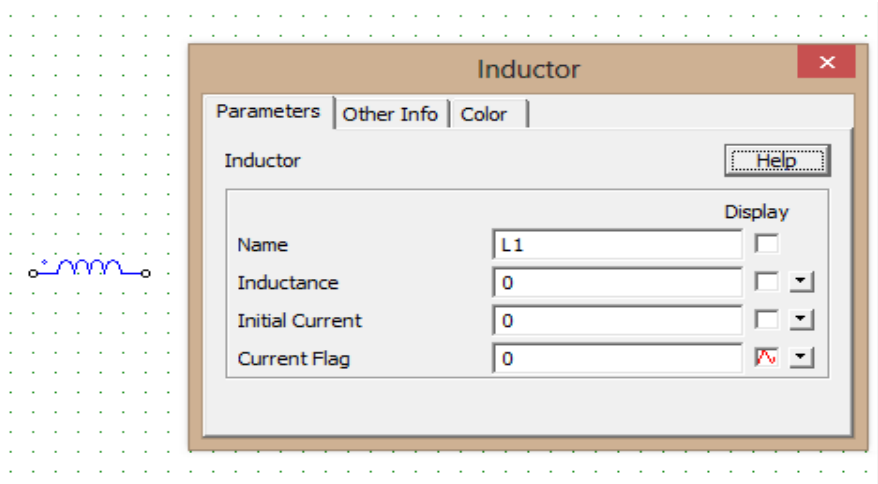 Inductor
Parameters Other Info Color
Inductor Help
Display
Name L1
Inductance 0
Initial Current 0
Current Flag 0